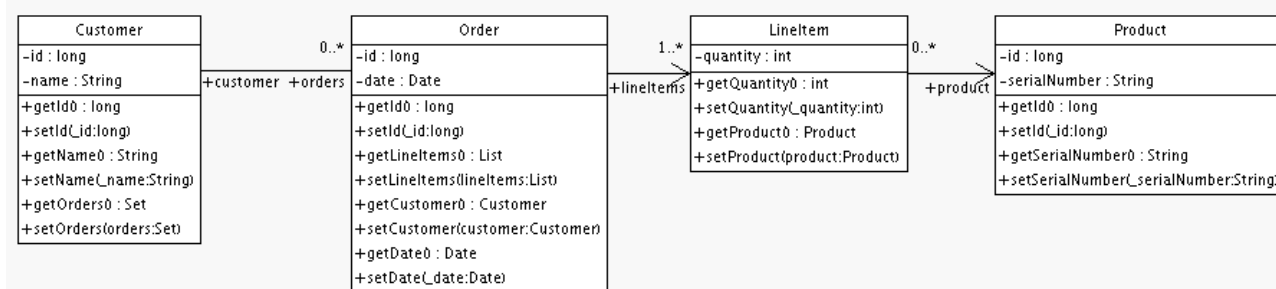 Customer
-id : long
-name : String
+getId() : long
+setId(_id:long)
+getName() : String
+setName(_name:String)
+getOrders() : Set
+setOrders(orders:Set)
0..*
+customer +orders
Order
-id : long
-date : Date
+getId() : long
+setId(_id:long)
+getLineItems() : List
+setLineItems(lineItems:List)
+getCustomer() : Customer
+setCustomer(customer:Customer)
+getDate() : Date
+setDate(_date:Date)
1..*
+lineItems
LineItem
-quantity : int
+getQuantity() : int
+setQuantity(_quantity:int)
+getProduct() : Product
+setProduct(product:Product)
0..*
+product
Product
-id : long
-serialNumber : String
+getId() : long
+setId(_id:long)
+getSerialNumber() : String
+setSerialNumber(_serialNumber:String)